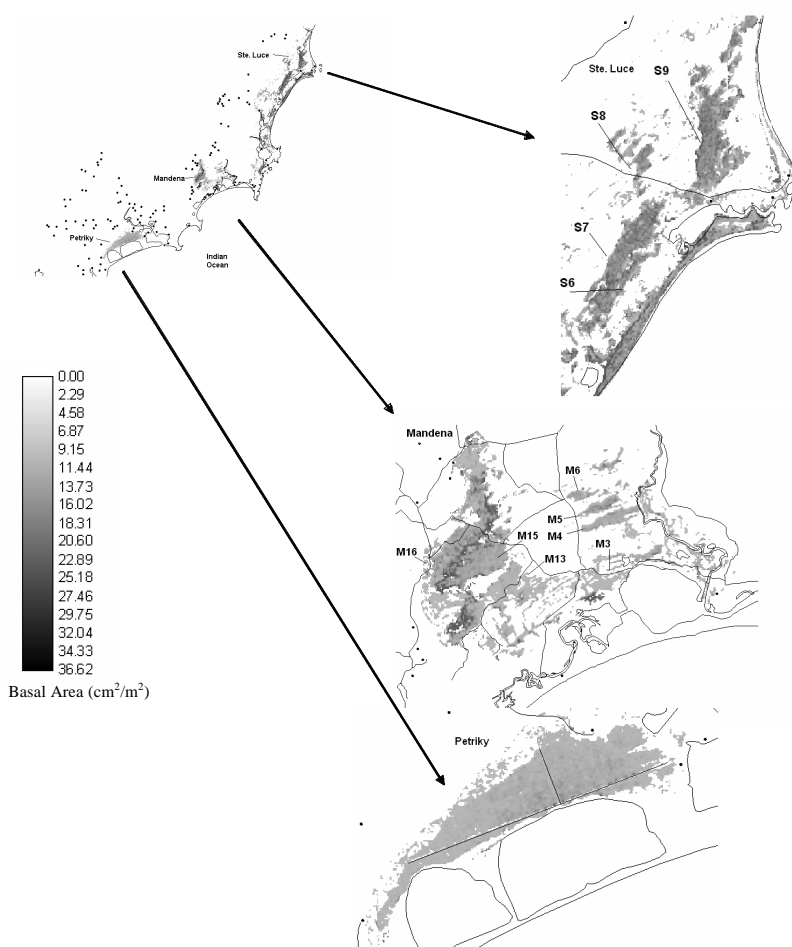 Ste. Luce
Mandena
Petriky
Indian
Ocean
Ste. Luce
S9
S8
S7
S6
0.00
2.29
4.58
6.87
9.15
11.44
13.73
16.02
18.31
20.60
22.89
25.18
27.46
29.75
32.04
34.33
36.62
Basal Area (cm²/m²)
Mandena
M6
M5
M15
M4
M3
M16
M13
Petriky